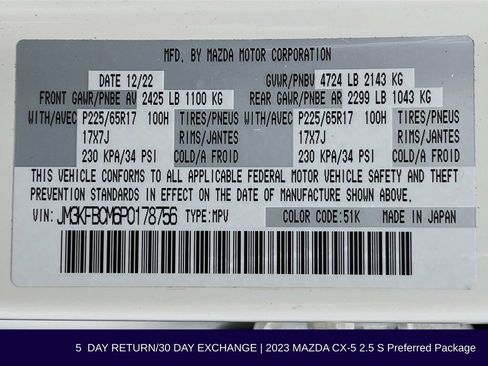 MFD. BY MAZDA MOTOR CORPORATION
DATE 12/22 GVWR/PNBV 4724 LB 2143 KG
FRONT GAWR/PNBE AV 2425 LB 1100 KG REAR GAWR/PNBE AR 2299 LB 1043 KG
WITH/AVEC P225/65R17 100H TIRES/PNEUS WITH/AVEC P225/65R17 100H TIRES/PNEUS
17X7J RIMS/JANTES 17X7J RIMS/JANTES
230 KPA/34 PSI COLD/A FROID 230 KPA/34 PSI COLD/A FROID
THIS VEHICLE CONFORMS TO ALL APPLICABLE FEDERAL MOTOR VEHICLE SAFETY AND THEFT
PREVENTION STANDARDS IN EFFECT ON THE DATE OF MANUFACTURE SHOWN ABOVE.
VIN: JM3KFBCM6P0178756 TYPE:MPV COLOR CODE:51K MADE IN JAPAN
5 DAY RETURN/30 DAY EXCHANGE | 2023 MAZDA CX-5 2.5 S Preferred Package